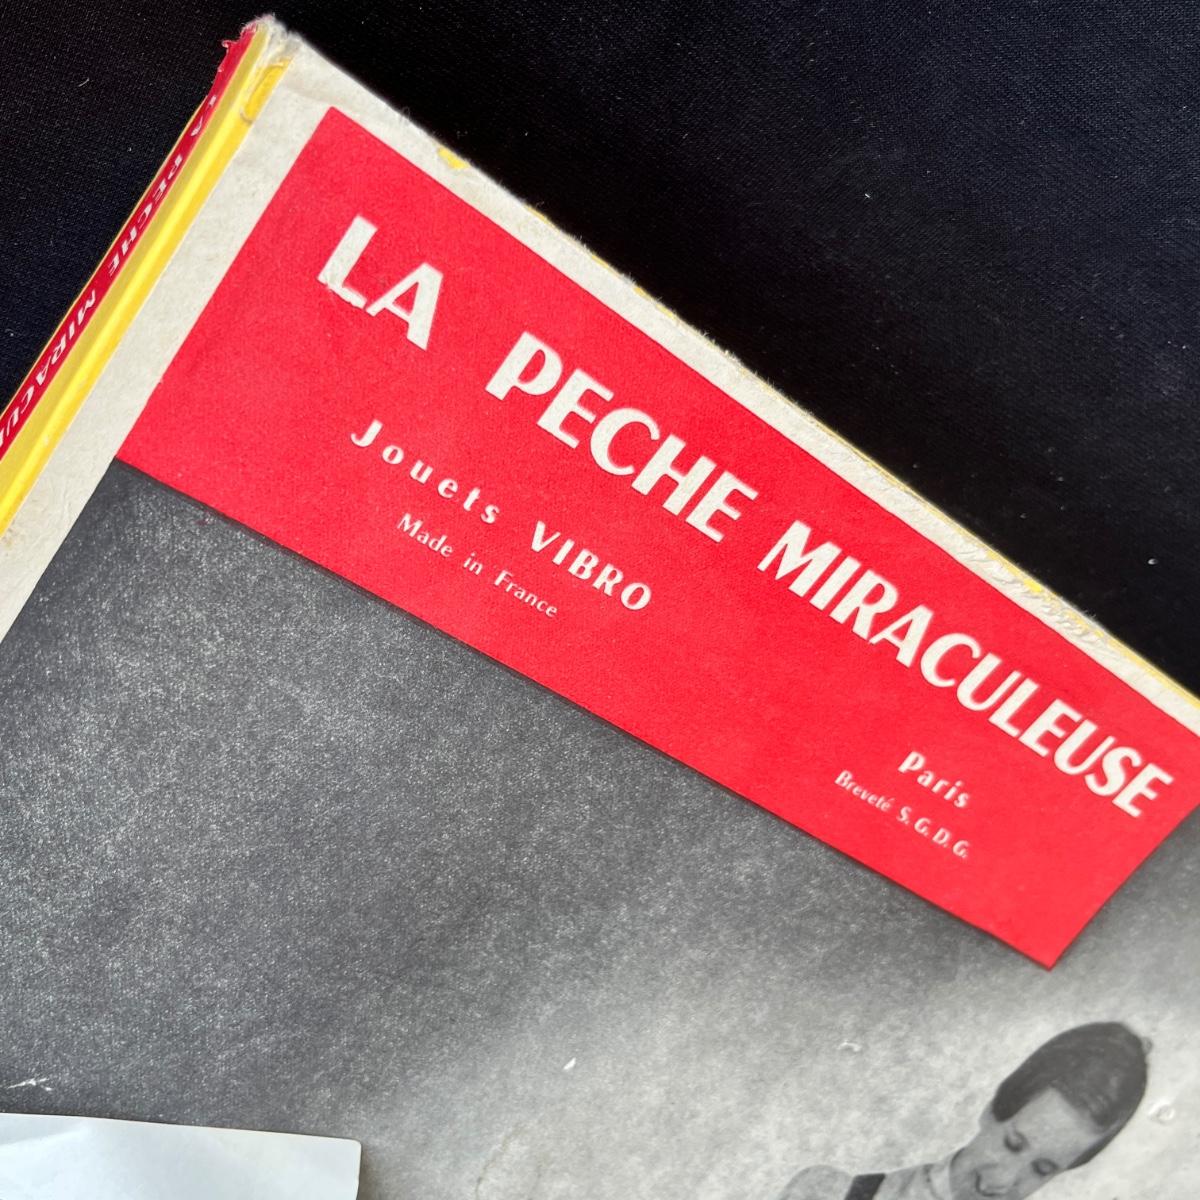 LA PECHE MIRACULEUSE
Jouets VIBRO
Made in France
Paris
Breveté S.G.D.G.
LA PECHE MIRACU